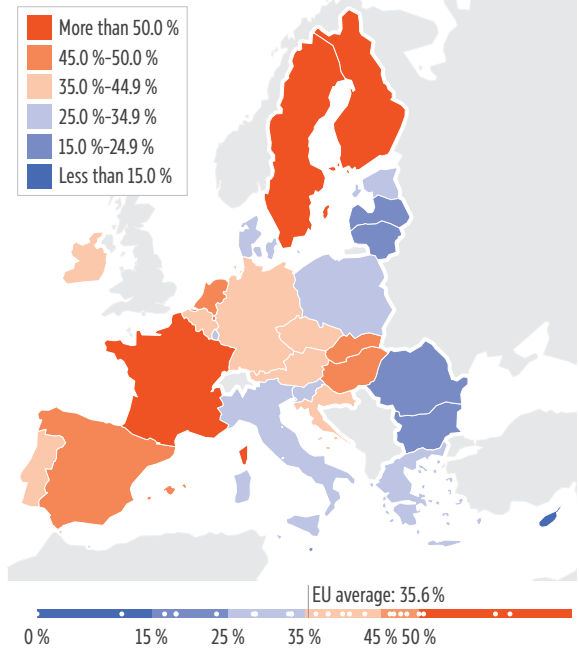 More than 50.0 %
45.0 %–50.0 %
35.0 %–44.9 %
25.0 %–34.9 %
15.0 %–24.9 %
Less than 15.0 %
EU average: 35.6 %
0 % 15 % 25 % 35 % 45 % 50 %